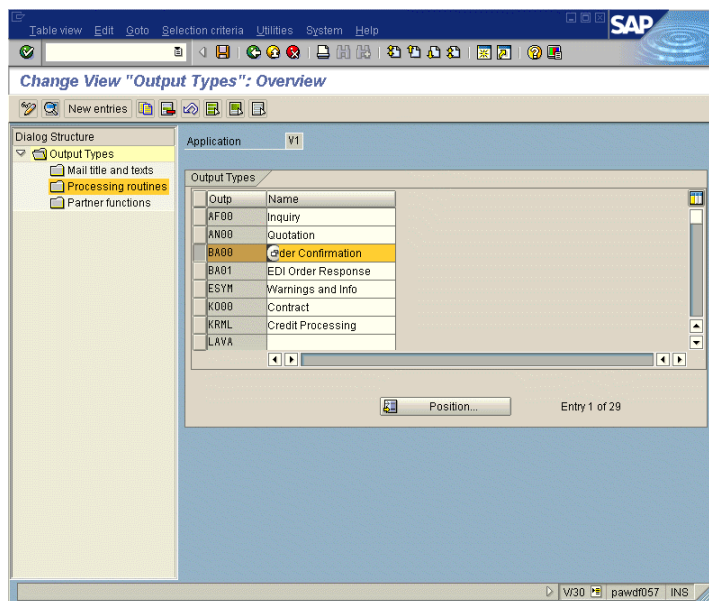 Table view Edit Goto Selection criteria Utilities System Help
SAP
Change View "Output Types": Overview
New entries
Dialog Structure
Output Types
Mail title and texts
Processing routines
Partner functions
Application V1
Output Types
Outp Name
AF00 Inquiry
AN00 Quotation
BA00 der Confirmation
BA01 EDI Order Response
ESYM Warnings and Info
K000 Contract
KRML Credit Processing
LAVA
Position... Entry 1 of 29
V/30 pawdf057 INS